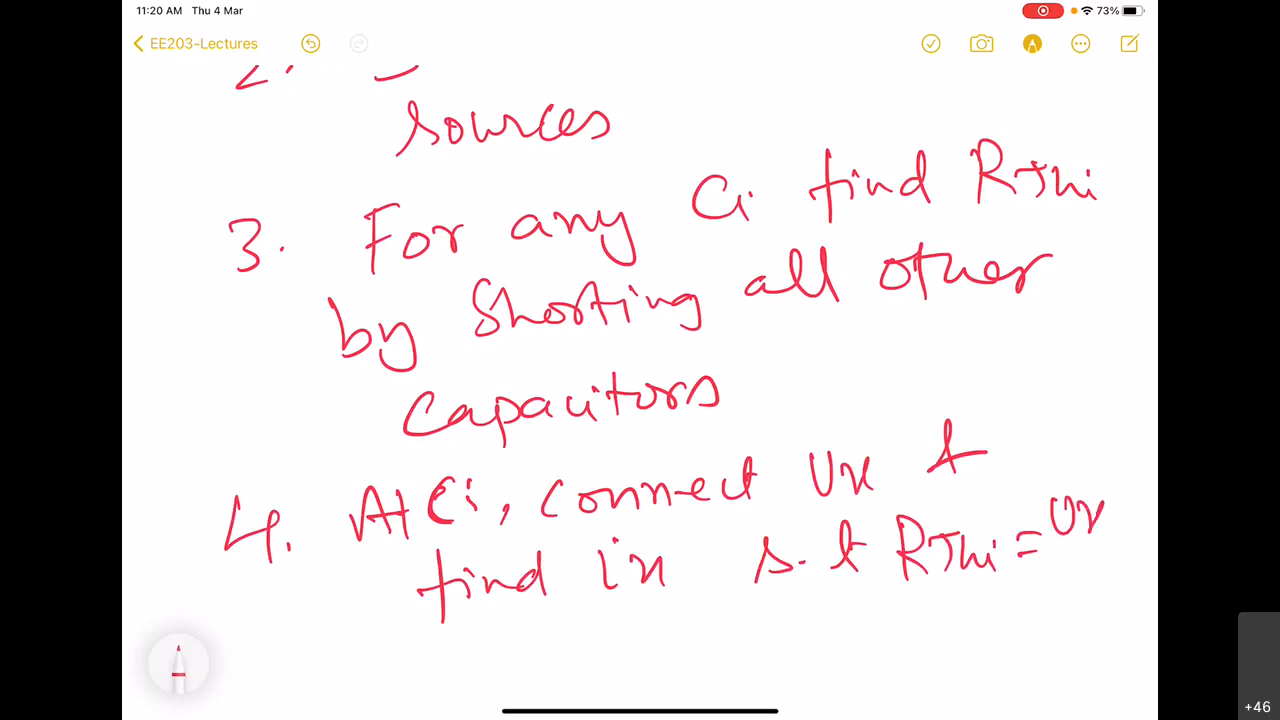 11:20 AM Thu 4 Mar
73%
EE203-Lectures
2.
sources
3. For any Ci find RThi
by shorting all other
capacitors
4. At Ci, connect Vx &
find ix s.t RThi = Vx
+46